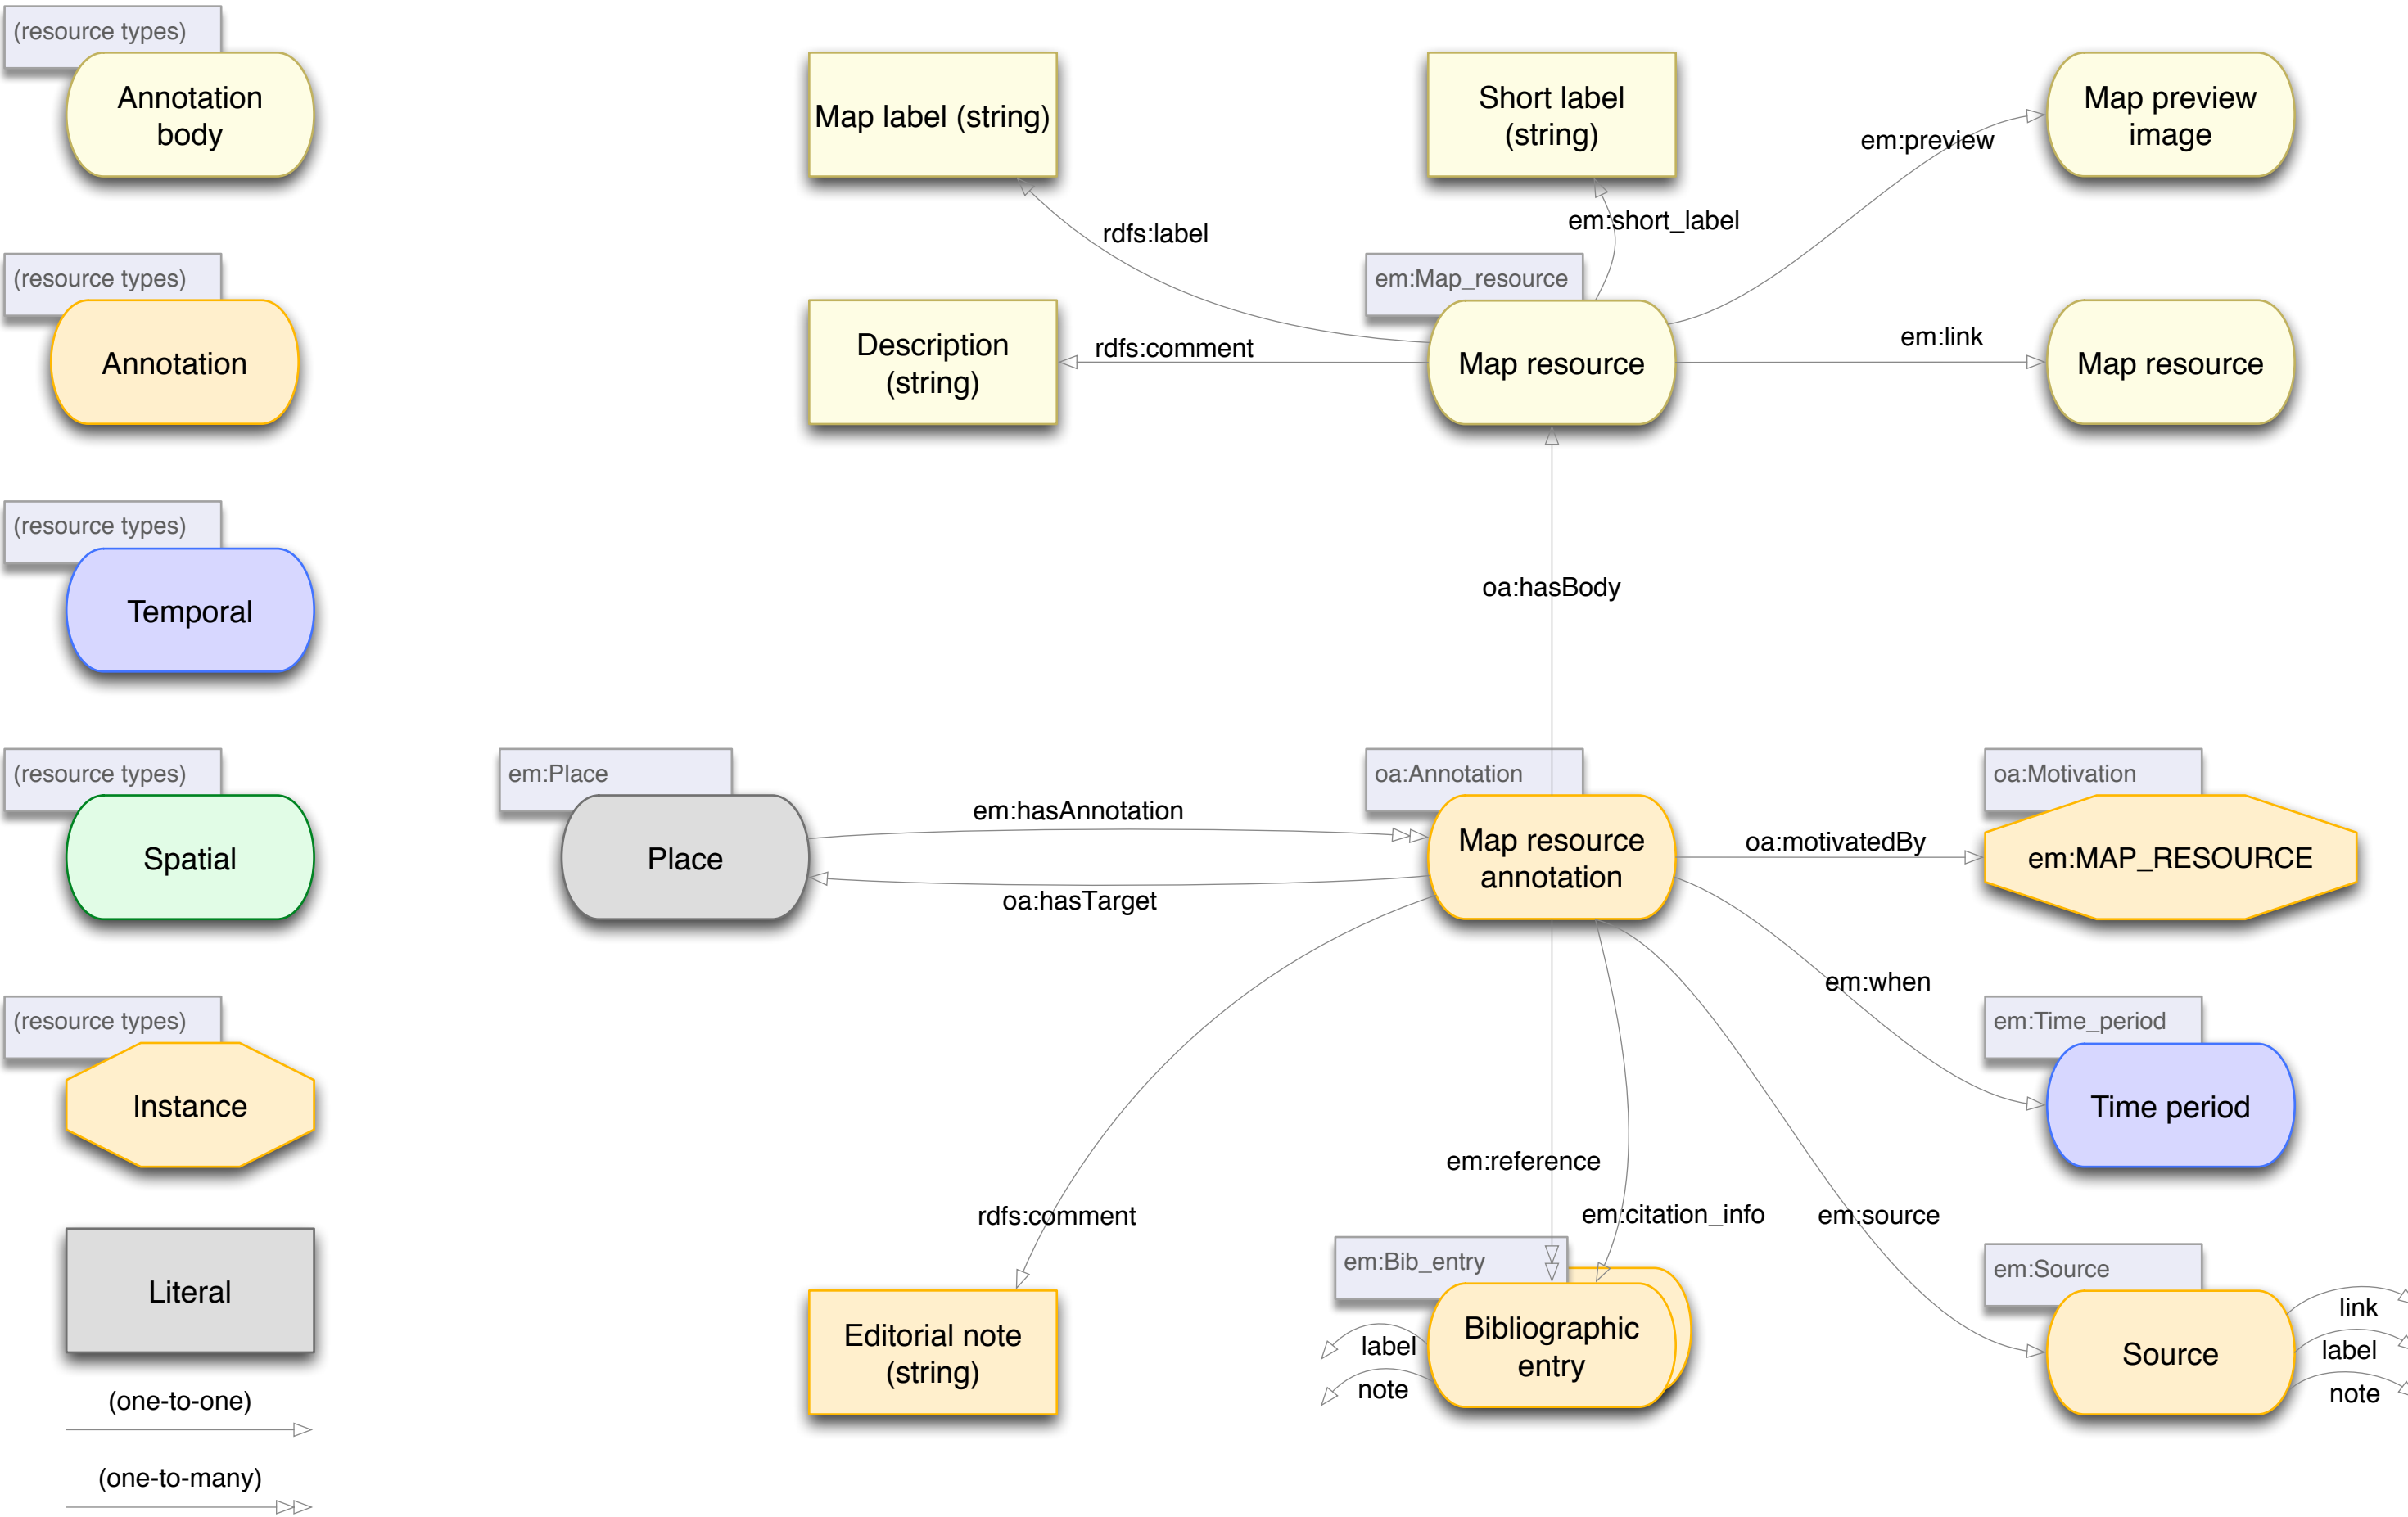 (resource types)
Annotation
body
(resource types)
Annotation
(resource types)
Temporal
(resource types)
Spatial
(resource types)
Instance
Literal
(one-to-one)
(one-to-many)
Map label (string)
Short label
(string)
Map preview
image
em:preview
em:short_label
rdfs:label
em:Map_resource
Description
(string)
rdfs:comment
Map resource
em:link
Map resource
oa:hasBody
em:Place
Place
em:hasAnnotation
oa:hasTarget
oa:Annotation
Map resource
annotation
oa:motivatedBy
oa:Motivation
em:MAP_RESOURCE
em:when
em:Time_period
Time period
em:reference
rdfs:comment
em:citation_info
em:source
Editorial note
(string)
em:Bib_entry
Bibliographic
entry
label
note
em:Source
Source
link
label
note